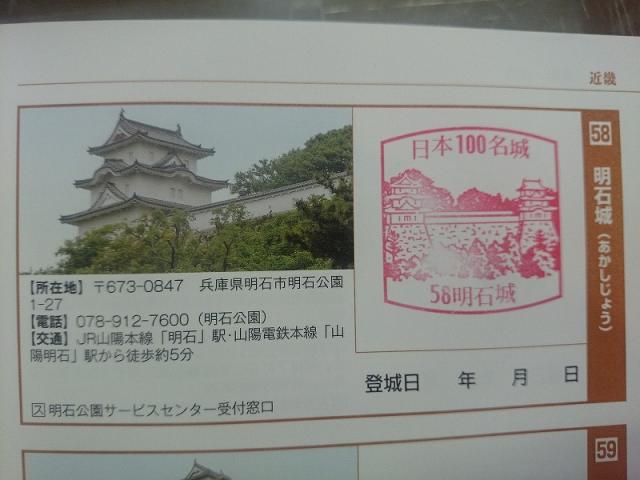 近畿
58
明石城（あかしじょう）
日本100名城
58明石城
【所在地】〒673-0847　兵庫県明石市明石公園
1-27
【電話】078-912-7600（明石公園）
【交通】JR山陽本線「明石」駅・山陽電鉄本線「山
陽明石」駅から徒歩約5分
ス 明石公園サービスセンター受付窓口
登城日　年　月　日
59